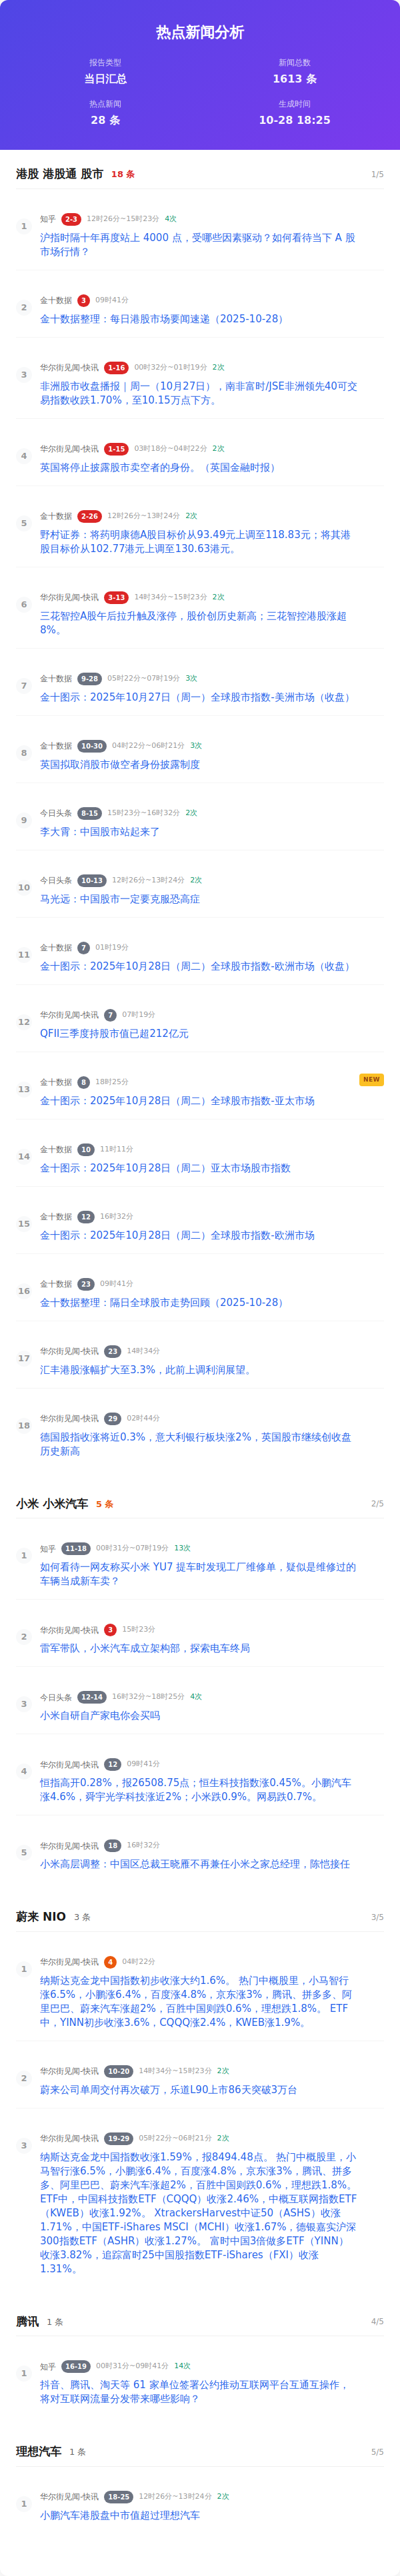 热点新闻分析
报告类型
当日汇总
新闻总数
1613 条
热点新闻
28 条
生成时间
10-28 18:25
港股 港股通 股市 18 条 1/5
1
知乎 2-3 12时26分~15时23分 4次
沪指时隔十年再度站上 4000 点，受哪些因素驱动？如何看待当下 A 股
市场行情？
2
金十数据 3 09时41分
金十数据整理：每日港股市场要闻速递（2025-10-28）
3
华尔街见闻-快讯 1-16 00时32分~01时19分 2次
非洲股市收盘播报｜周一（10月27日），南非富时/JSE非洲领先40可交
易指数收跌1.70%，至10.15万点下方。
4
华尔街见闻-快讯 1-15 03时18分~04时22分 2次
英国将停止披露股市卖空者的身份。（英国金融时报）
5
金十数据 2-26 12时26分~13时24分 2次
野村证券：将药明康德A股目标价从93.49元上调至118.83元；将其港
股目标价从102.77港元上调至130.63港元。
6
华尔街见闻-快讯 3-13 14时34分~15时23分 2次
三花智控A股午后拉升触及涨停，股价创历史新高；三花智控港股涨超
8%。
7
金十数据 9-28 05时22分~07时19分 3次
金十图示：2025年10月27日（周一）全球股市指数-美洲市场（收盘）
8
金十数据 10-30 04时22分~06时21分 3次
英国拟取消股市做空者身份披露制度
9
今日头条 8-15 15时23分~16时32分 2次
李大霄：中国股市站起来了
10
今日头条 10-13 12时26分~13时24分 2次
马光远：中国股市一定要克服恐高症
11
金十数据 7 01时19分
金十图示：2025年10月28日（周二）全球股市指数-欧洲市场（收盘）
12
华尔街见闻-快讯 7 07时19分
QFII三季度持股市值已超212亿元
NEW
13
金十数据 8 18时25分
金十图示：2025年10月28日（周二）全球股市指数-亚太市场
14
金十数据 10 11时11分
金十图示：2025年10月28日（周二）亚太市场股市指数
15
金十数据 12 16时32分
金十图示：2025年10月28日（周二）全球股市指数-欧洲市场
16
金十数据 23 09时41分
金十数据整理：隔日全球股市走势回顾（2025-10-28）
17
华尔街见闻-快讯 23 14时34分
汇丰港股涨幅扩大至3.3%，此前上调利润展望。
18
华尔街见闻-快讯 29 02时44分
德国股指收涨将近0.3%，意大利银行板块涨2%，英国股市继续创收盘
历史新高
小米 小米汽车 5 条 2/5
1
知乎 11-18 00时31分~07时19分 13次
如何看待一网友称买小米 YU7 提车时发现工厂维修单，疑似是维修过的
车辆当成新车卖？
2
华尔街见闻-快讯 3 15时23分
雷军带队，小米汽车成立架构部，探索电车终局
3
今日头条 12-14 16时32分~18时25分 4次
小米自研自产家电你会买吗
4
华尔街见闻-快讯 12 09时41分
恒指高开0.28%，报26508.75点；恒生科技指数涨0.45%。小鹏汽车
涨4.6%，舜宇光学科技涨近2%；小米跌0.9%。网易跌0.7%。
5
华尔街见闻-快讯 18 16时32分
小米高层调整：中国区总裁王晓雁不再兼任小米之家总经理，陈恺接任
蔚来 NIO 3 条 3/5
1
华尔街见闻-快讯 4 04时22分
纳斯达克金龙中国指数初步收涨大约1.6%。 热门中概股里，小马智行
涨6.5%，小鹏涨6.4%，百度涨4.8%，京东涨3%，腾讯、拼多多、阿
里巴巴、蔚来汽车涨超2%，百胜中国则跌0.6%，理想跌1.8%。 ETF
中，YINN初步收涨3.6%，CQQQ涨2.4%，KWEB涨1.9%。
2
华尔街见闻-快讯 10-20 14时34分~15时23分 2次
蔚来公司单周交付再次破万，乐道L90上市86天突破3万台
3
华尔街见闻-快讯 19-29 05时22分~06时21分 2次
纳斯达克金龙中国指数收涨1.59%，报8494.48点。 热门中概股里，小
马智行涨6.5%，小鹏涨6.4%，百度涨4.8%，京东涨3%，腾讯、拼多
多、阿里巴巴、蔚来汽车涨超2%，百胜中国则跌0.6%，理想跌1.8%。
ETF中，中国科技指数ETF（CQQQ）收涨2.46%，中概互联网指数ETF
（KWEB）收涨1.92%。 XtrackersHarvest中证50（ASHS）收涨
1.71%，中国ETF-iShares MSCI（MCHI）收涨1.67%，德银嘉实沪深
300指数ETF（ASHR）收涨1.27%。 富时中国3倍做多ETF（YINN）
收涨3.82%，追踪富时25中国股指数ETF-iShares（FXI）收涨
1.31%。
腾讯 1 条 4/5
1
知乎 16-19 00时31分~09时41分 14次
抖音、腾讯、淘天等 61 家单位签署公约推动互联网平台互通互操作，
将对互联网流量分发带来哪些影响？
理想汽车 1 条 5/5
1
华尔街见闻-快讯 18-25 12时26分~13时24分 2次
小鹏汽车港股盘中市值超过理想汽车